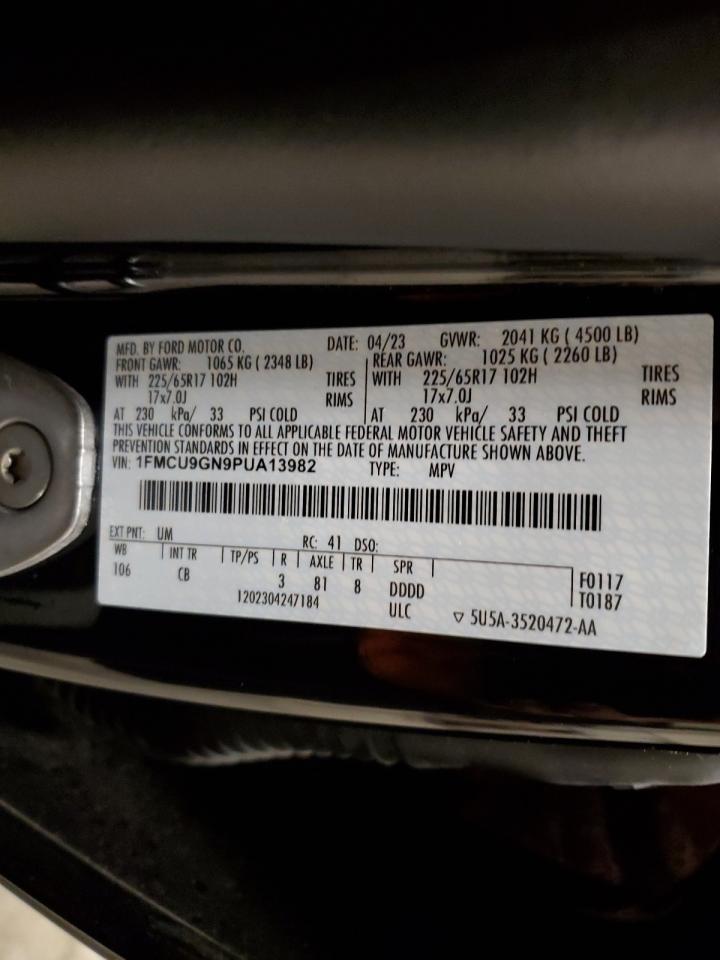 MFD. BY FORD MOTOR CO. DATE: 04/23 GVWR: 2041 KG ( 4500 LB)
FRONT GAWR: 1065 KG ( 2348 LB) REAR GAWR: 1025 KG ( 2260 LB)
WITH 225/65R17 102H TIRES WITH 225/65R17 102H TIRES
17x7.0J RIMS 17x7.0J RIMS
AT 230 kPa/ 33 PSI COLD AT 230 kPa/ 33 PSI COLD
THIS VEHICLE CONFORMS TO ALL APPLICABLE FEDERAL MOTOR VEHICLE SAFETY AND THEFT
PREVENTION STANDARDS IN EFFECT ON THE DATE OF MANUFACTURE SHOWN ABOVE.
VIN: 1FMCU9GN9PUA13982 TYPE: MPV
EXT PNT: UM RC: 41 DSO:
WB INT TR TP/PS R AXLE TR SPR
106 CB 3 81 8 DDDD F0117
1202304247184 ULC T0187
▽ 5U5A-3520472-AA